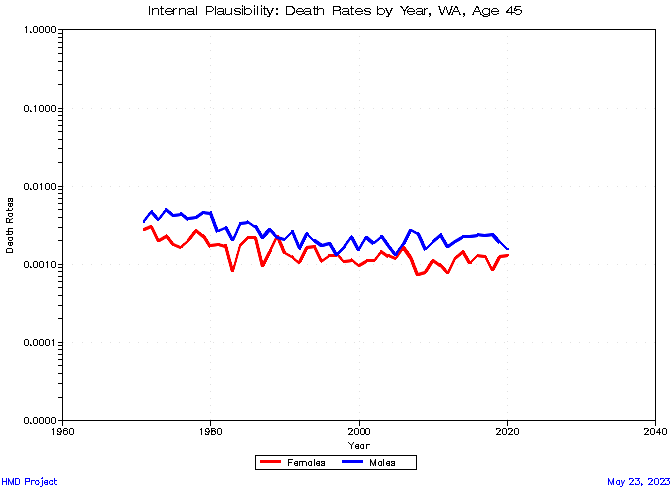 Internal Plausibility: Death Rates by Year, WA, Age 45
1.0000
0.1000
0.0100
0.0010
0.0001
0.0000
Death Rates
1960
1980
2000
2020
2040
Year
Females
Males
HMD Project
May 23, 2023